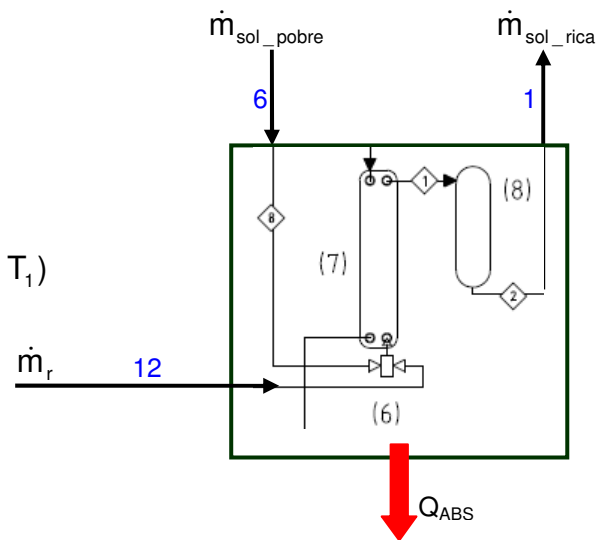 ṁsol_pobre
ṁsol_rica
6
1
1
(8)
8
(7)
T₁)
2
ṁr
12
(6)
QABS